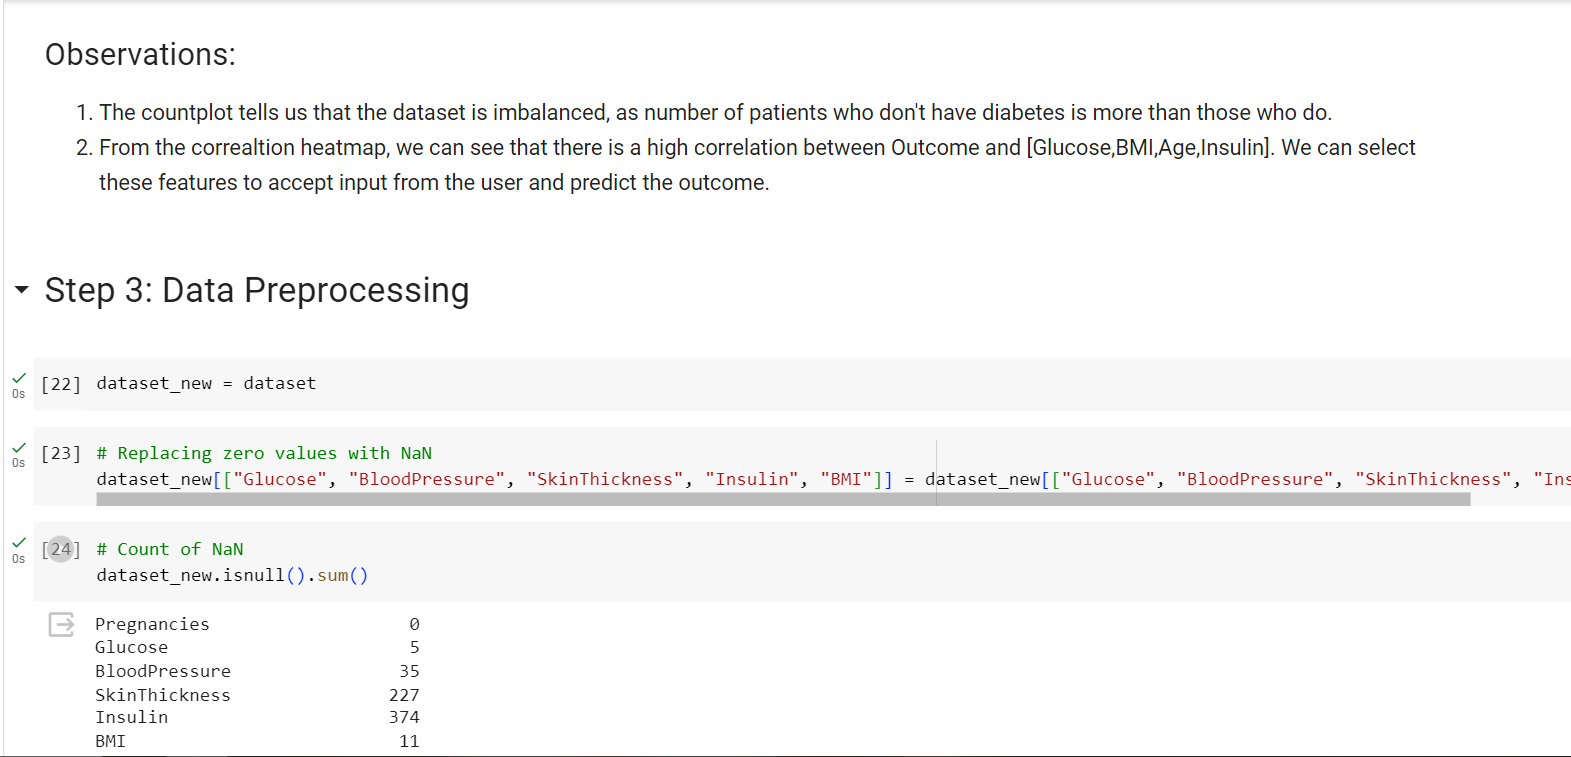 Observations:
1. The countplot tells us that the dataset is imbalanced, as number of patients who don't have diabetes is more than those who do.
2. From the correaltion heatmap, we can see that there is a high correlation between Outcome and [Glucose,BMI,Age,Insulin]. We can select
these features to accept input from the user and predict the outcome.
Step 3: Data Preprocessing
0s [22] dataset_new = dataset
[23] # Replacing zero values with NaN
0s dataset_new[["Glucose", "BloodPressure", "SkinThickness", "Insulin", "BMI"]] = dataset_new[["Glucose", "BloodPressure", "SkinThickness", "Ins
[24] # Count of NaN
0s dataset_new.isnull().sum()
Pregnancies 0
Glucose 5
BloodPressure 35
SkinThickness 227
Insulin 374
BMI 11